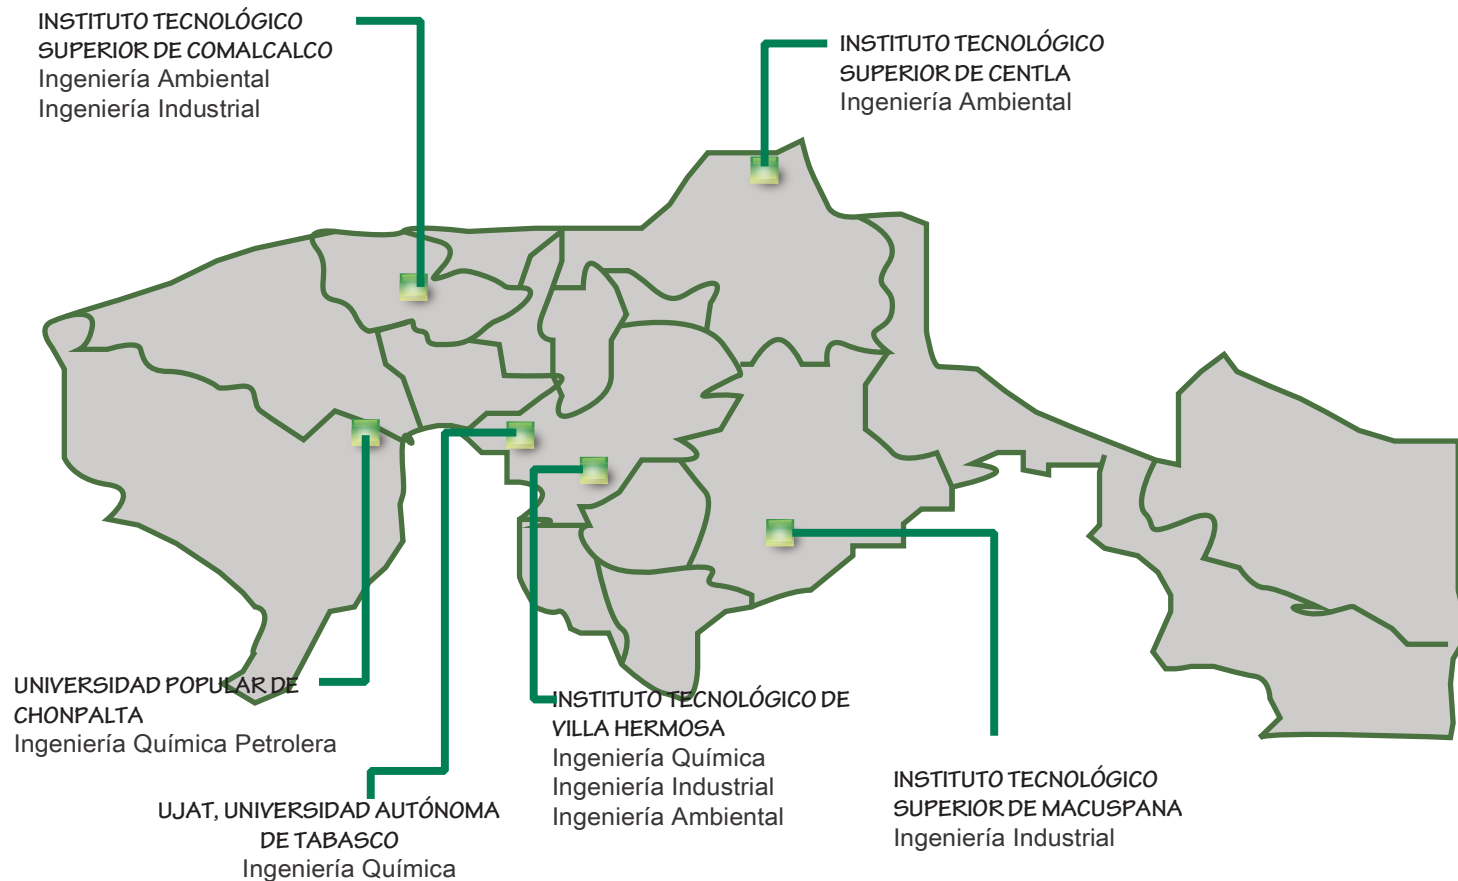 INSTITUTO TECNOLÓGICO
SUPERIOR DE COMALCALCO
Ingeniería Ambiental
Ingeniería Industrial
INSTITUTO TECNOLÓGICO
SUPERIOR DE CENTLA
Ingeniería Ambiental
UNIVERSIDAD POPULAR DE
CHONPALTA
Ingeniería Química Petrolera
UJAT, UNIVERSIDAD AUTÓNOMA
DE TABASCO
Ingeniería Química
INSTITUTO TECNOLÓGICO DE
VILLA HERMOSA
Ingeniería Química
Ingeniería Industrial
Ingeniería Ambiental
INSTITUTO TECNOLÓGICO
SUPERIOR DE MACUSPANA
Ingeniería Industrial